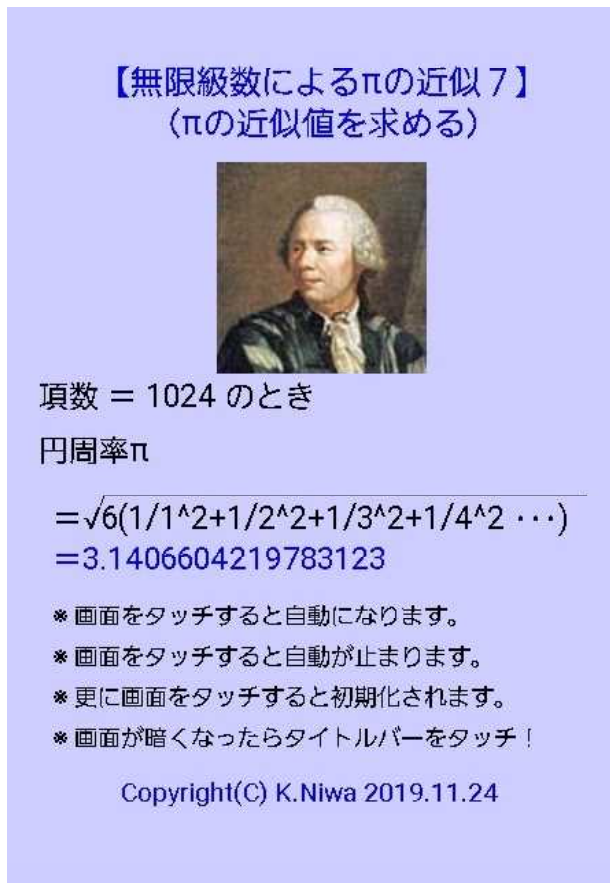 【無限級数によるπの近似７】
（πの近似値を求める）
項数 ＝ 1024 のとき
円周率π
＝√6(1/1^2+1/2^2+1/3^2+1/4^2 ･･･)
＝3.1406604219783123
※ 画面をタッチすると自動になります。
※ 画面をタッチすると自動が止まります。
※ 更に画面をタッチすると初期化されます。
※ 画面が暗くなったらタイトルバーをタッチ！
Copyright(C) K.Niwa 2019.11.24